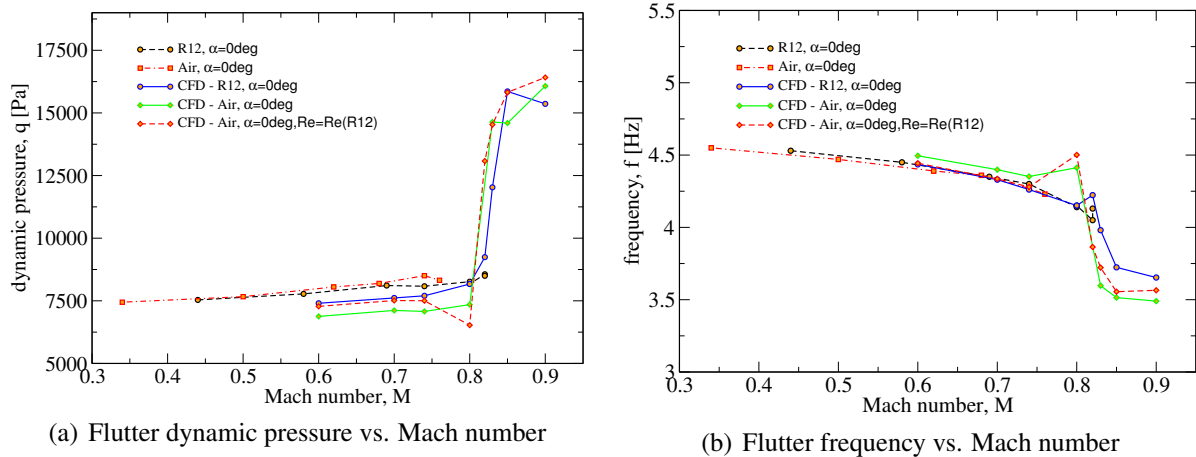 17500
15000
12500
10000
7500
5000
dynamic pressure, q [Pa]
R12, α=0deg
Air, α=0deg
CFD - R12, α=0deg
CFD - Air, α=0deg
CFD - Air, α=0deg,Re=Re(R12)
0.3 0.4 0.5 0.6 0.7 0.8 0.9
Mach number, M
(a) Flutter dynamic pressure vs. Mach number
5.5
5
4.5
4
3.5
3
frequency, f [Hz]
R12, α=0deg
Air, α=0deg
CFD - R12, α=0deg
CFD - Air, α=0deg
CFD - Air, α=0deg,Re=Re(R12)
0.3 0.4 0.5 0.6 0.7 0.8 0.9
Mach number, M
(b) Flutter frequency vs. Mach number